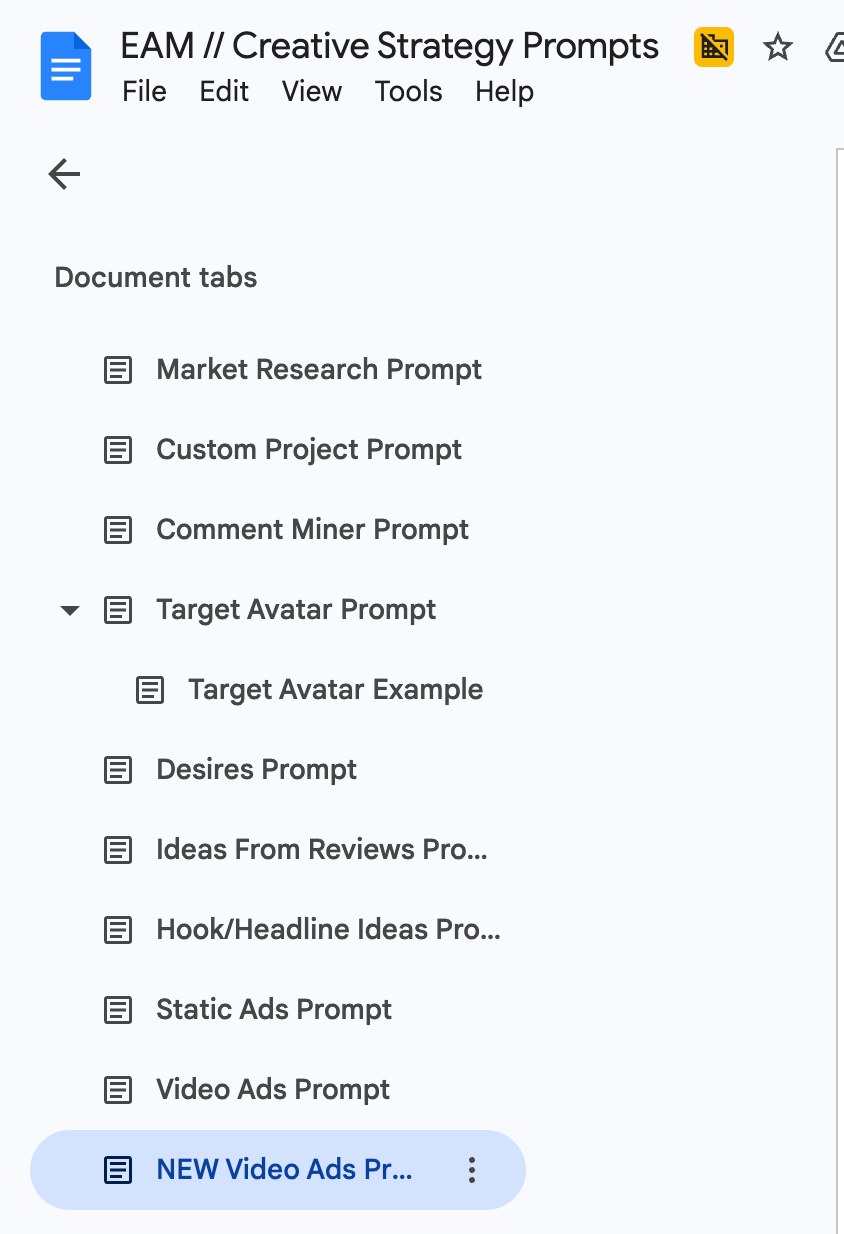 EAM // Creative Strategy Prompts
File Edit View Tools Help
Document tabs
Market Research Prompt
Custom Project Prompt
Comment Miner Prompt
Target Avatar Prompt
Target Avatar Example
Desires Prompt
Ideas From Reviews Pro...
Hook/Headline Ideas Pro...
Static Ads Prompt
Video Ads Prompt
NEW Video Ads Pr...